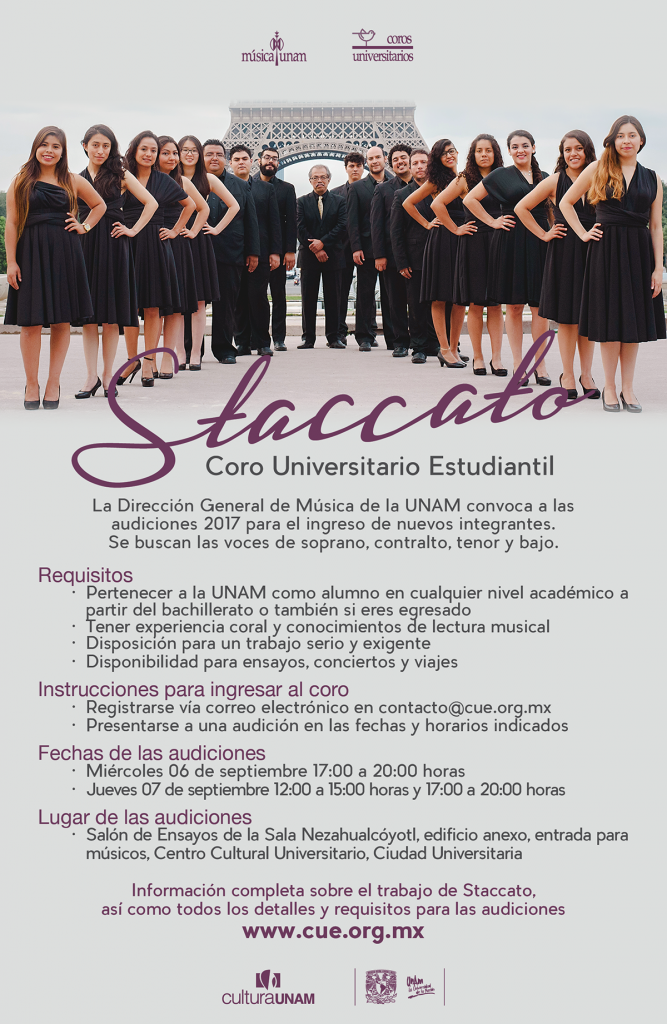 música unam
coros
universitarios
Staccato
Coro Universitario Estudiantil
La Dirección General de Música de la UNAM convoca a las
audiciones 2017 para el ingreso de nuevos integrantes.
Se buscan las voces de soprano, contralto, tenor y bajo.
Requisitos
· Pertenecer a la UNAM como alumno en cualquier nivel académico a
partir del bachillerato o también si eres egresado
· Tener experiencia coral y conocimientos de lectura musical
· Disposición para un trabajo serio y exigente
· Disponibilidad para ensayos, conciertos y viajes
Instrucciones para ingresar al coro
· Registrarse vía correo electrónico en contacto@cue.org.mx
· Presentarse a una audición en las fechas y horarios indicados
Fechas de las audiciones
· Miércoles 06 de septiembre 17:00 a 20:00 horas
· Jueves 07 de septiembre 12:00 a 15:00 horas y 17:00 a 20:00 horas
Lugar de las audiciones
· Salón de Ensayos de la Sala Nezahualcóyotl, edificio anexo, entrada para
músicos, Centro Cultural Universitario, Ciudad Universitaria
Información completa sobre el trabajo de Staccato,
así como todos los detalles y requisitos para las audiciones
www.cue.org.mx
culturaUNAM
UNAM
La Universidad
de la Nación